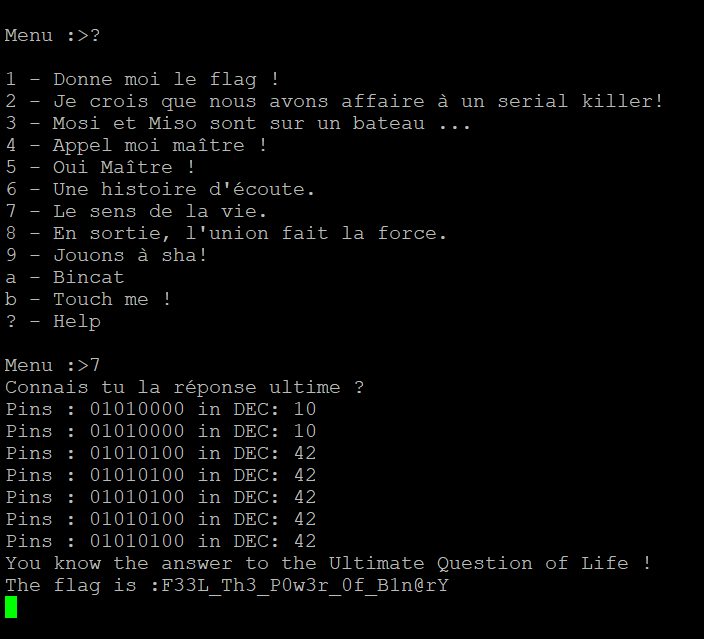 Menu :>?
1 - Donne moi le flag !
2 - Je crois que nous avons affaire à un serial killer!
3 - Mosi et Miso sont sur un bateau ...
4 - Appel moi maître !
5 - Oui Maître !
6 - Une histoire d'écoute.
7 - Le sens de la vie.
8 - En sortie, l'union fait la force.
9 - Jouons à sha!
a - Bincat
b - Touch me !
? - Help
Menu :>7
Connais tu la réponse ultime ?
Pins : 01010000 in DEC: 10
Pins : 01010000 in DEC: 10
Pins : 01010100 in DEC: 42
Pins : 01010100 in DEC: 42
Pins : 01010100 in DEC: 42
Pins : 01010100 in DEC: 42
Pins : 01010100 in DEC: 42
You know the answer to the Ultimate Question of Life !
The flag is :F33L_Th3_P0w3r_0f_B1n@rY